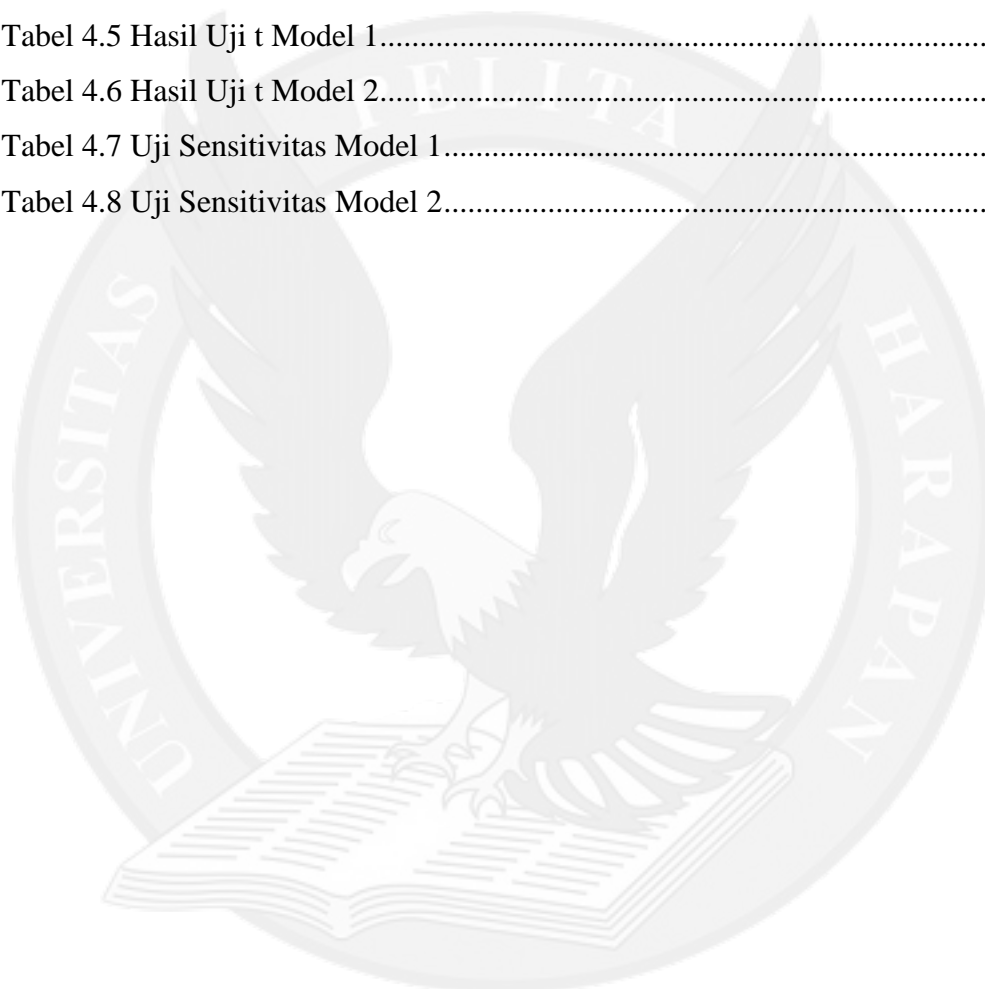 Tabel 4.5 Hasil Uji t Model 1............................................................................................
Tabel 4.6 Hasil Uji t Model 2............................................................................................
Tabel 4.7 Uji Sensitivitas Model 1..................................................................................
Tabel 4.8 Uji Sensitivitas Model 2..................................................................................
UNIVERSITAS PELITA HARAPAN